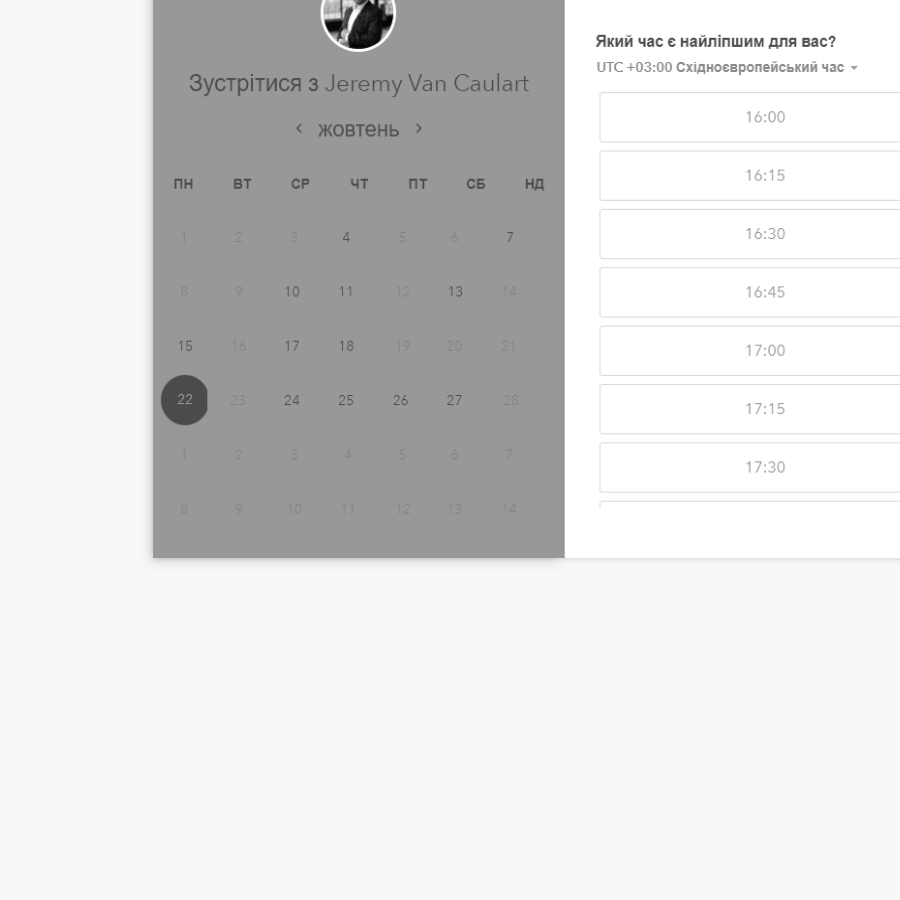 Зустрітися з Jeremy Van Caulart
жовтень
ПН ВТ СР ЧТ ПТ СБ НД
1 2 3 4 5 6 7
8 9 10 11 12 13 14
15 16 17 18 19 20 21
22 23 24 25 26 27 28
1 2 3 4 5 6 7
8 9 10 11 12 13 14
Який час є найліпшим для вас?
UTC +03:00 Східноєвропейський час
16:00
16:15
16:30
16:45
17:00
17:15
17:30